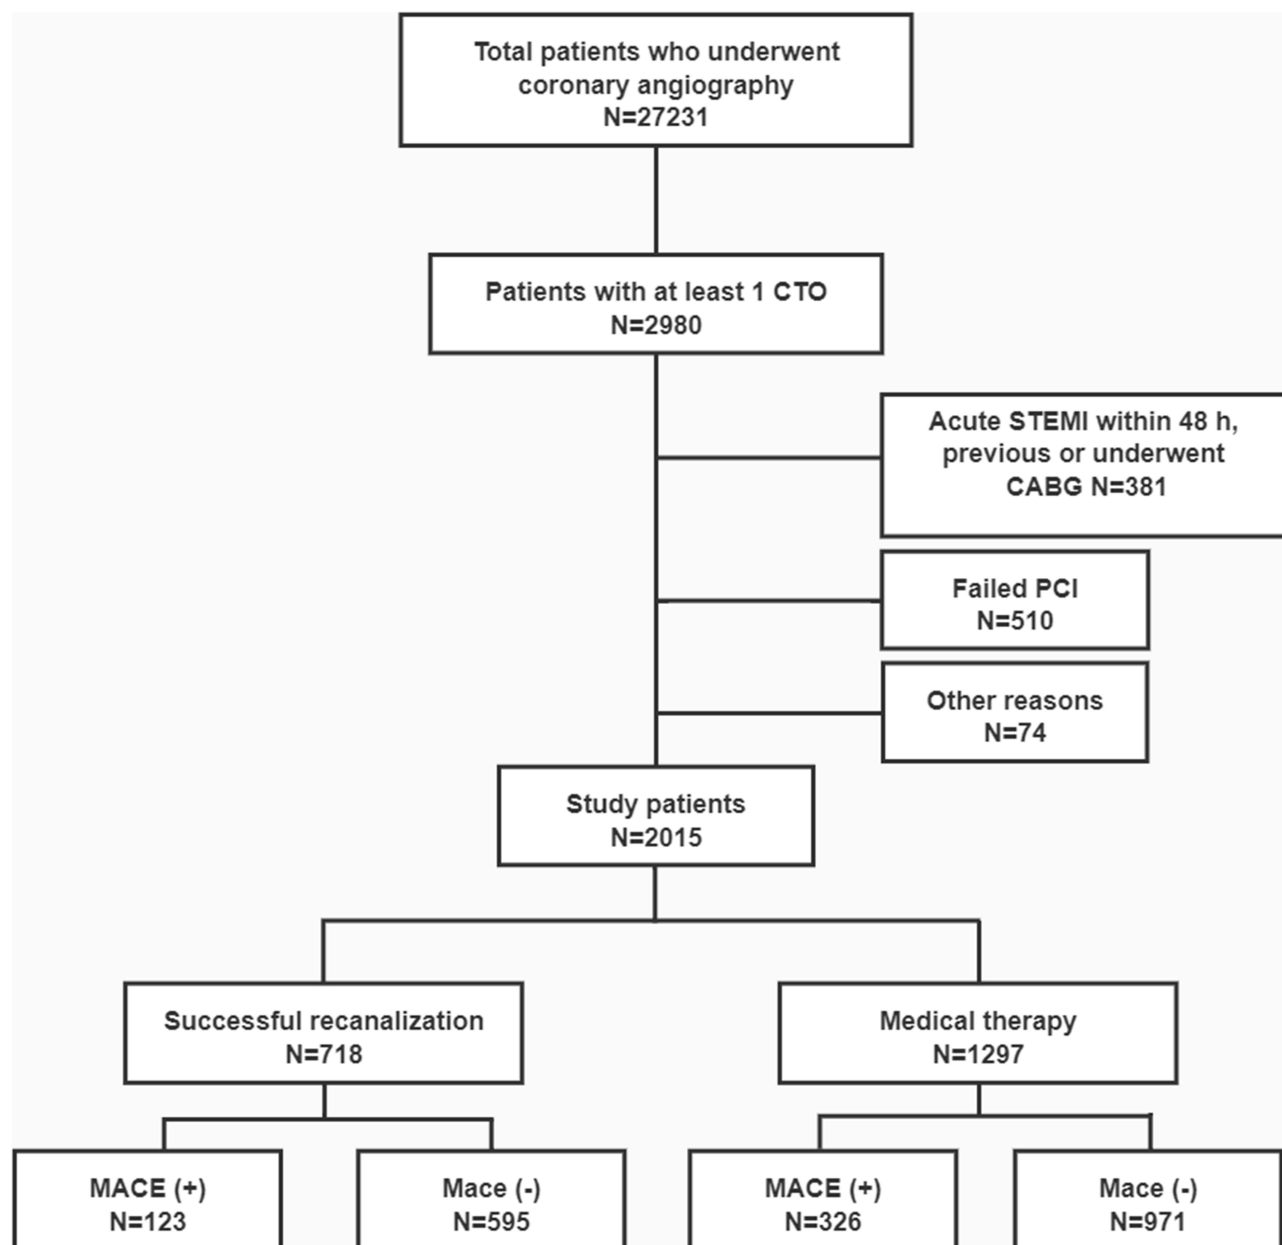 Total patients who underwent
coronary angiography
N=27231
Patients with at least 1 CTO
N=2980
Acute STEMI within 48 h,
previous or underwent
CABG N=381
Failed PCI
N=510
Other reasons
N=74
Study patients
N=2015
Successful recanalization
N=718
Medical therapy
N=1297
MACE (+)
N=123
Mace (-)
N=595
MACE (+)
N=326
Mace (-)
N=971